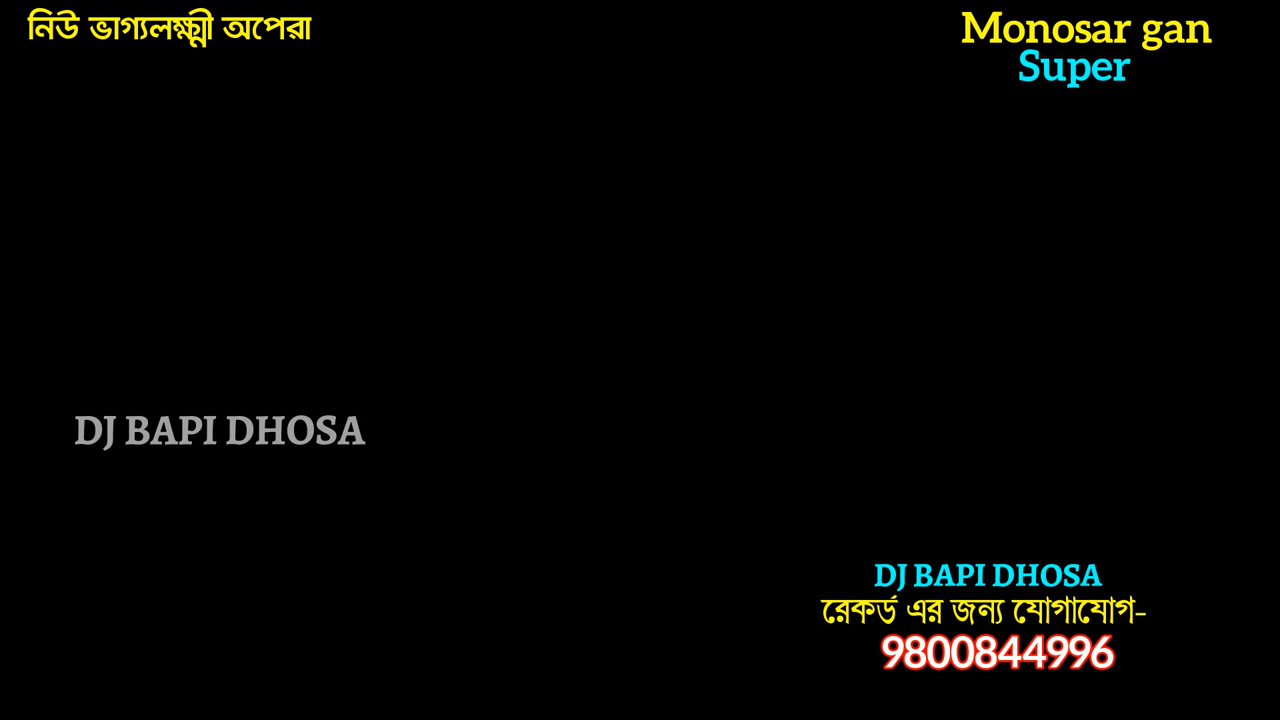 নিউ ভাগ্যলক্ষ্মী অপেরা
Monosar gan
Super
DJ BAPI DHOSA
DJ BAPI DHOSA
রেকর্ড এর জন্য যোগাযোগ-
9800844996